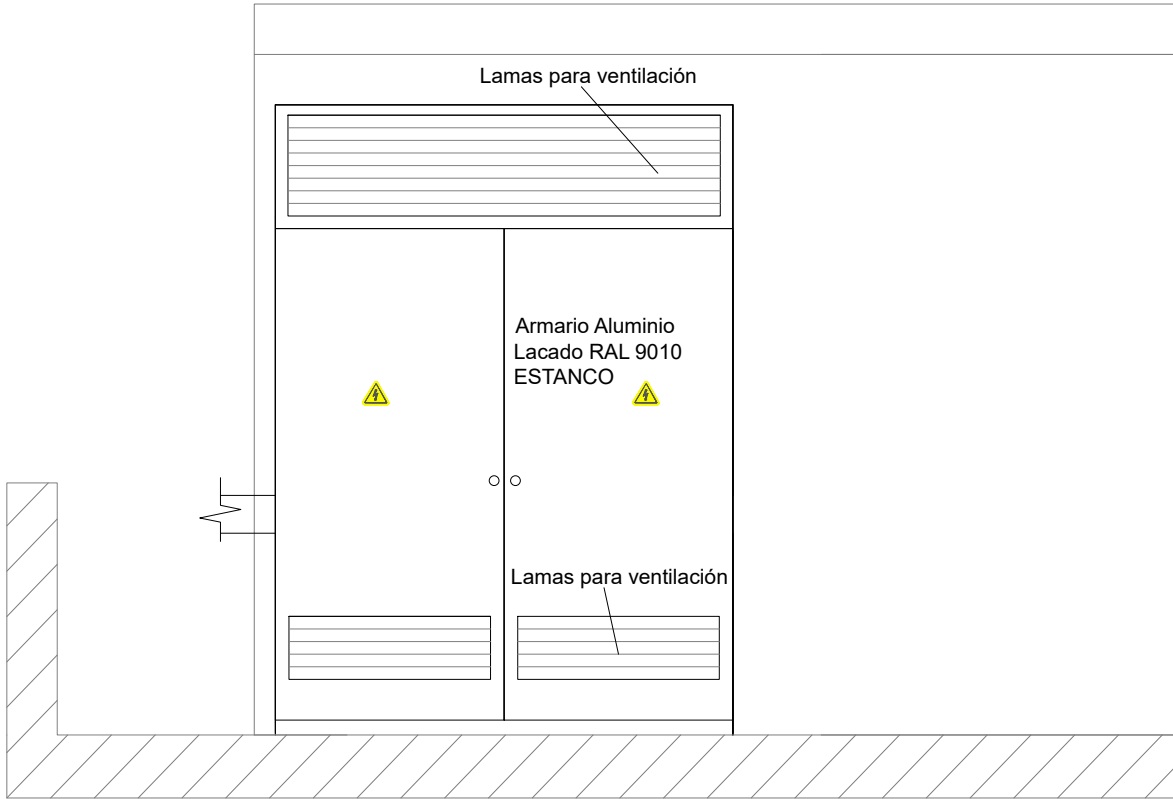 Lamas para ventilación
Armario Aluminio
Lacado RAL 9010
ESTANCO
Lamas para ventilación